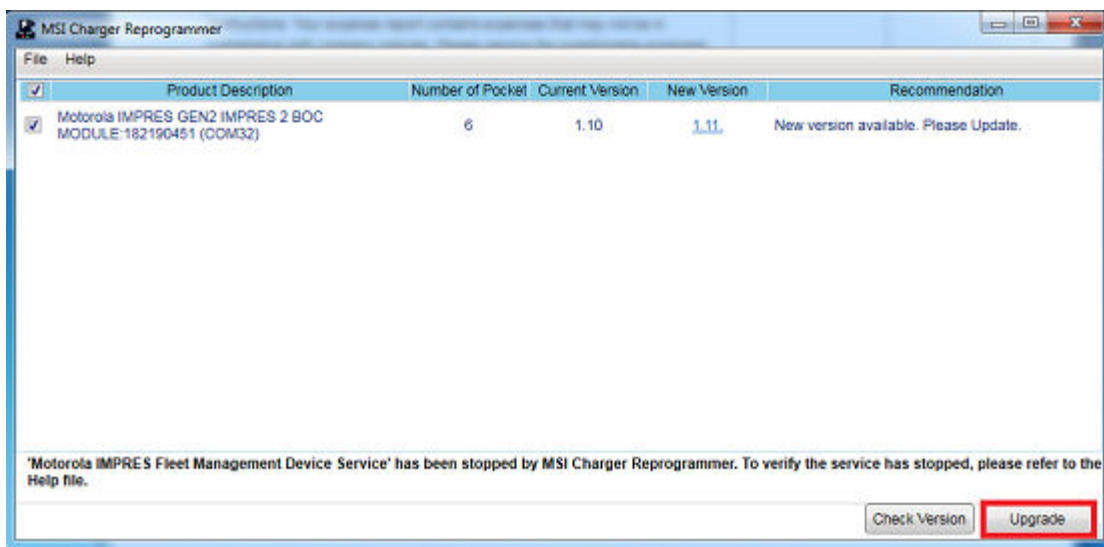 MSI Charger Reprogrammer
File Help
Product Description Number of Pocket Current Version New Version Recommendation
Motorola IMPRES GEN2 IMPRES 2 BOC
MODULE:182190451 (COM32) 6 1.10 1.11. New version available. Please Update.
'Motorola IMPRES Fleet Management Device Service' has been stopped by MSI Charger Reprogrammer. To verify the service has stopped, please refer to the
Help file.
Check Version Upgrade